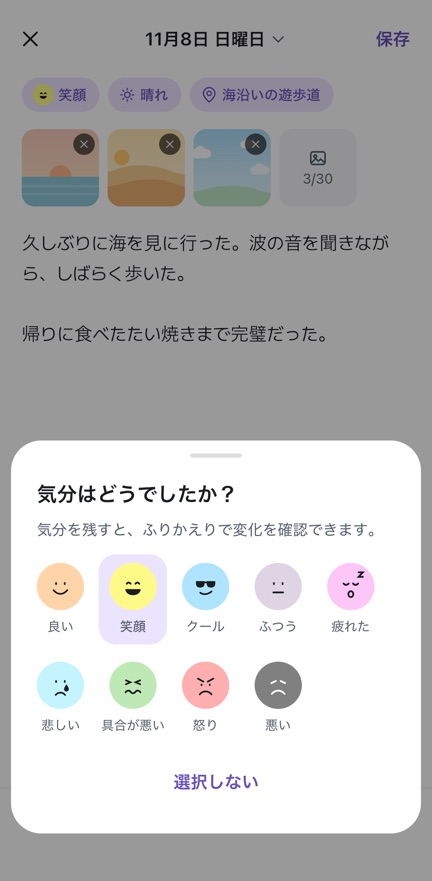 11月8日 日曜日
保存
笑顔
晴れ
海沿いの遊歩道
3/30
久しぶりに海を見に行った。波の音を聞きなが
ら、しばらく歩いた。
帰りに食べたたい焼きまで完璧だった。
気分はどうでしたか？
気分を残すと、ふりかえりで変化を確認できます。
良い
笑顔
クール
ふつう
疲れた
悲しい
具合が悪い
怒り
悪い
選択しない